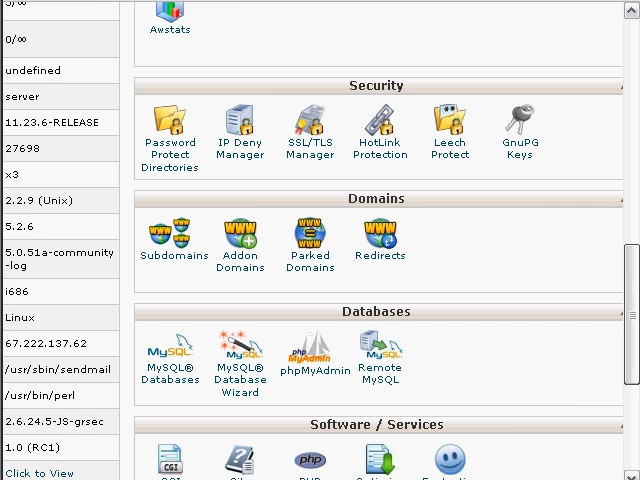 5/∞
0/∞
undefined
server
11.23.6-RELEASE
27698
x3
2.2.9 (Unix)
5.2.6
5.0.51a-community
-log
i686
Linux
67.222.137.62
/usr/sbin/sendmail
/usr/bin/perl
2.6.24.5-JS-grsec
1.0 (RC1)
Click to View
Awstats
Security
Password
Protect
Directories
IP Deny
Manager
SSL/TLS
Manager
HotLink
Protection
Leech
Protect
GnuPG
Keys
Domains
Subdomains
Addon
Domains
Parked
Domains
Redirects
Databases
MySQL®
Databases
MySQL®
Database
Wizard
phpMyAdmin
Remote
MySQL
Software / Services
CGI
php